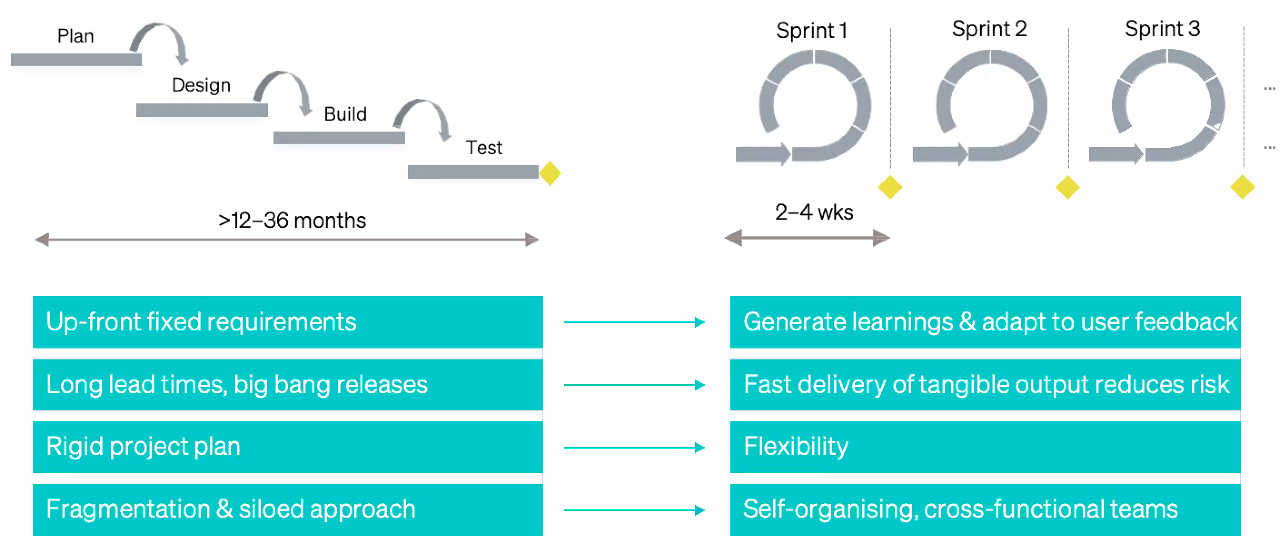 Plan
Design
Build
Test
>12–36 months
Sprint 1
Sprint 2
Sprint 3
...
...
2–4 wks
Up-front fixed requirements
Generate learnings & adapt to user feedback
Long lead times, big bang releases
Fast delivery of tangible output reduces risk
Rigid project plan
Flexibility
Fragmentation & siloed approach
Self-organising, cross-functional teams